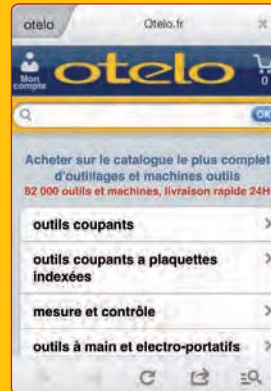 otelo
Otelo.fr
Mon
compte
otelo
0
OK
Acheter sur le catalogue le plus complet
d'outillages et machines outils
82 000 outils et machines, livraison rapide 24H
outils coupants
outils coupants a plaquettes
indexées
mesure et contrôle
outils à main et electro-portatifs